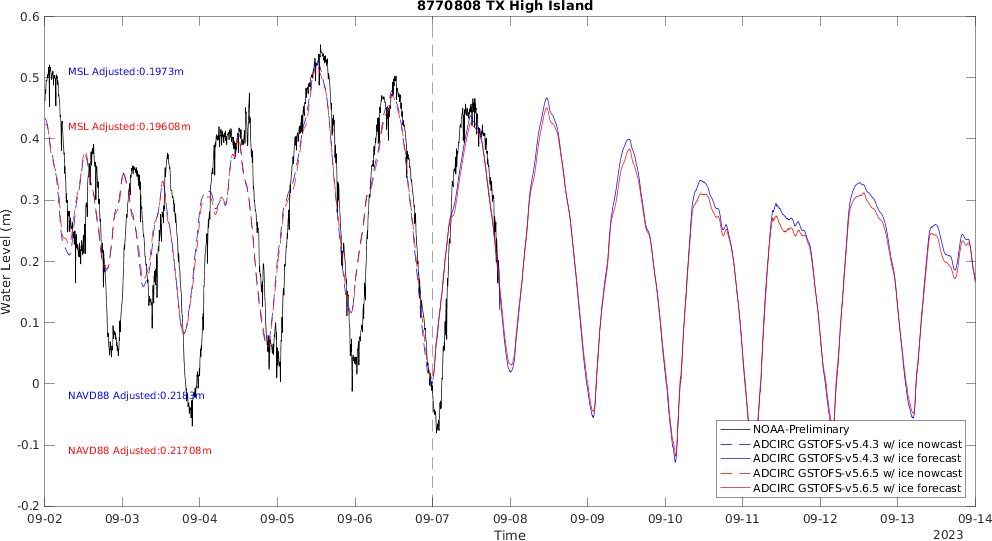 8770808 TX High Island
0.6
0.5
0.4
0.3
0.2
0.1
0
-0.1
-0.2
Water Level (m)
MSL Adjusted:0.1973m
MSL Adjusted:0.19608m
NAVD88 Adjusted:0.2183m
NAVD88 Adjusted:0.21708m
NOAA-Preliminary
ADCIRC GSTOFS-v5.4.3 w/ ice nowcast
ADCIRC GSTOFS-v5.4.3 w/ ice forecast
ADCIRC GSTOFS-v5.6.5 w/ ice nowcast
ADCIRC GSTOFS-v5.6.5 w/ ice forecast
09-02 09-03 09-04 09-05 09-06 09-07 09-08 09-09 09-10 09-11 09-12 09-13 09-14
Time
2023